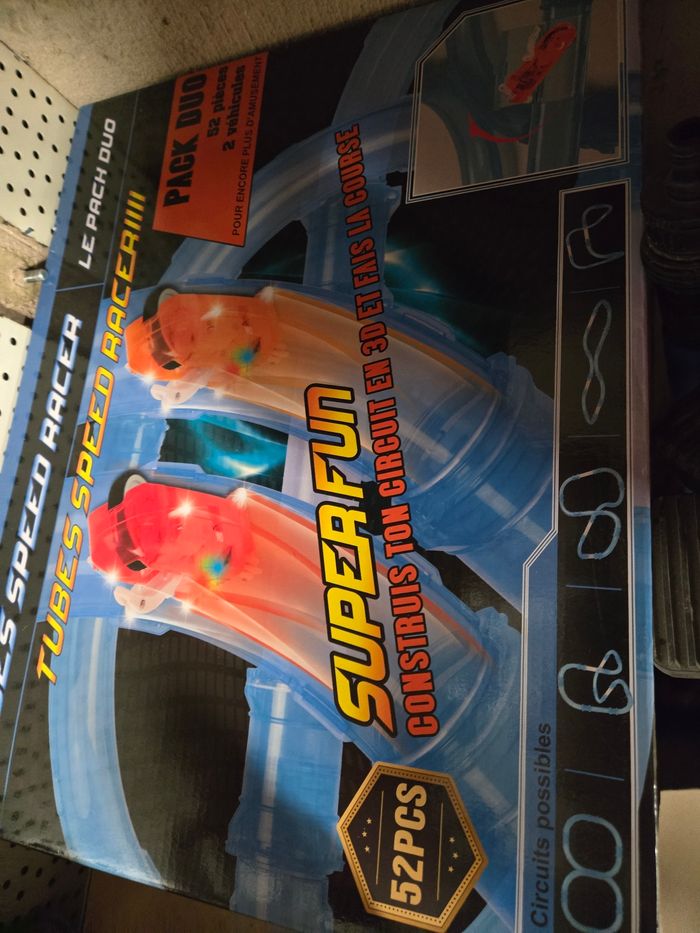 LE PACK DUO
SPEED RACER
TUBES SPEED RACER!!!!
PACK DUO
52 pièces
2 véhicules
POUR ENCORE PLUS D'AMUSEMENT
SUPER FUN
CONSTRUIS TON CIRCUIT EN 3D ET FAIS LA COURSE
52PCS
Circuits possibles